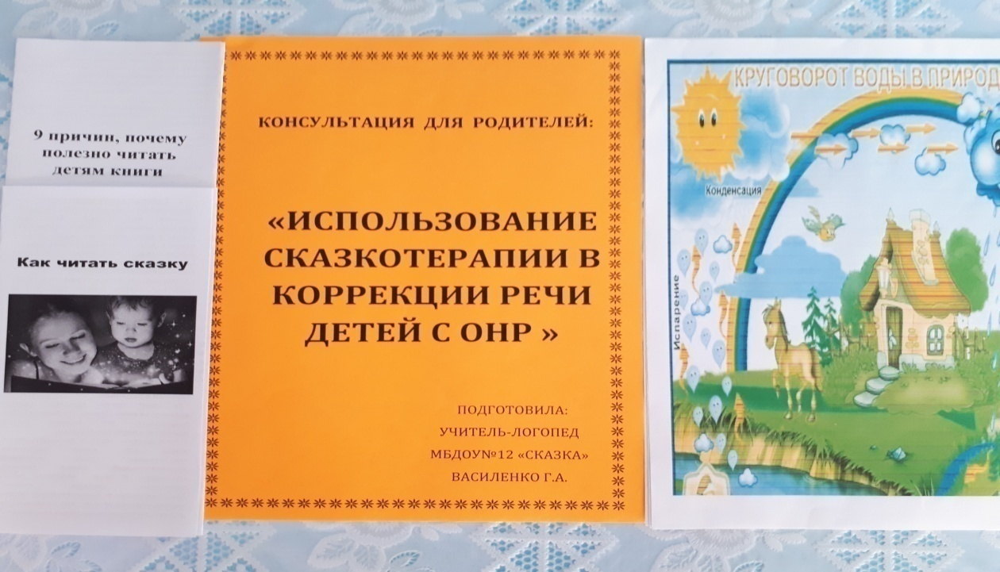 9 причин, почему
полезно читать
детям книги
Как читать сказку
КОНСУЛЬТАЦИЯ ДЛЯ РОДИТЕЛЕЙ:
«ИСПОЛЬЗОВАНИЕ
СКАЗКОТЕРАПИИ В
КОРРЕКЦИИ РЕЧИ
ДЕТЕЙ С ОНР »
ПОДГОТОВИЛА:
УЧИТЕЛЬ-ЛОГОПЕД
МБДОУ№12 «СКАЗКА»
ВАСИЛЕНКО Г.А.
КРУГОВОРОТ ВОДЫ В ПРИРОД
Конденсация
Испарение